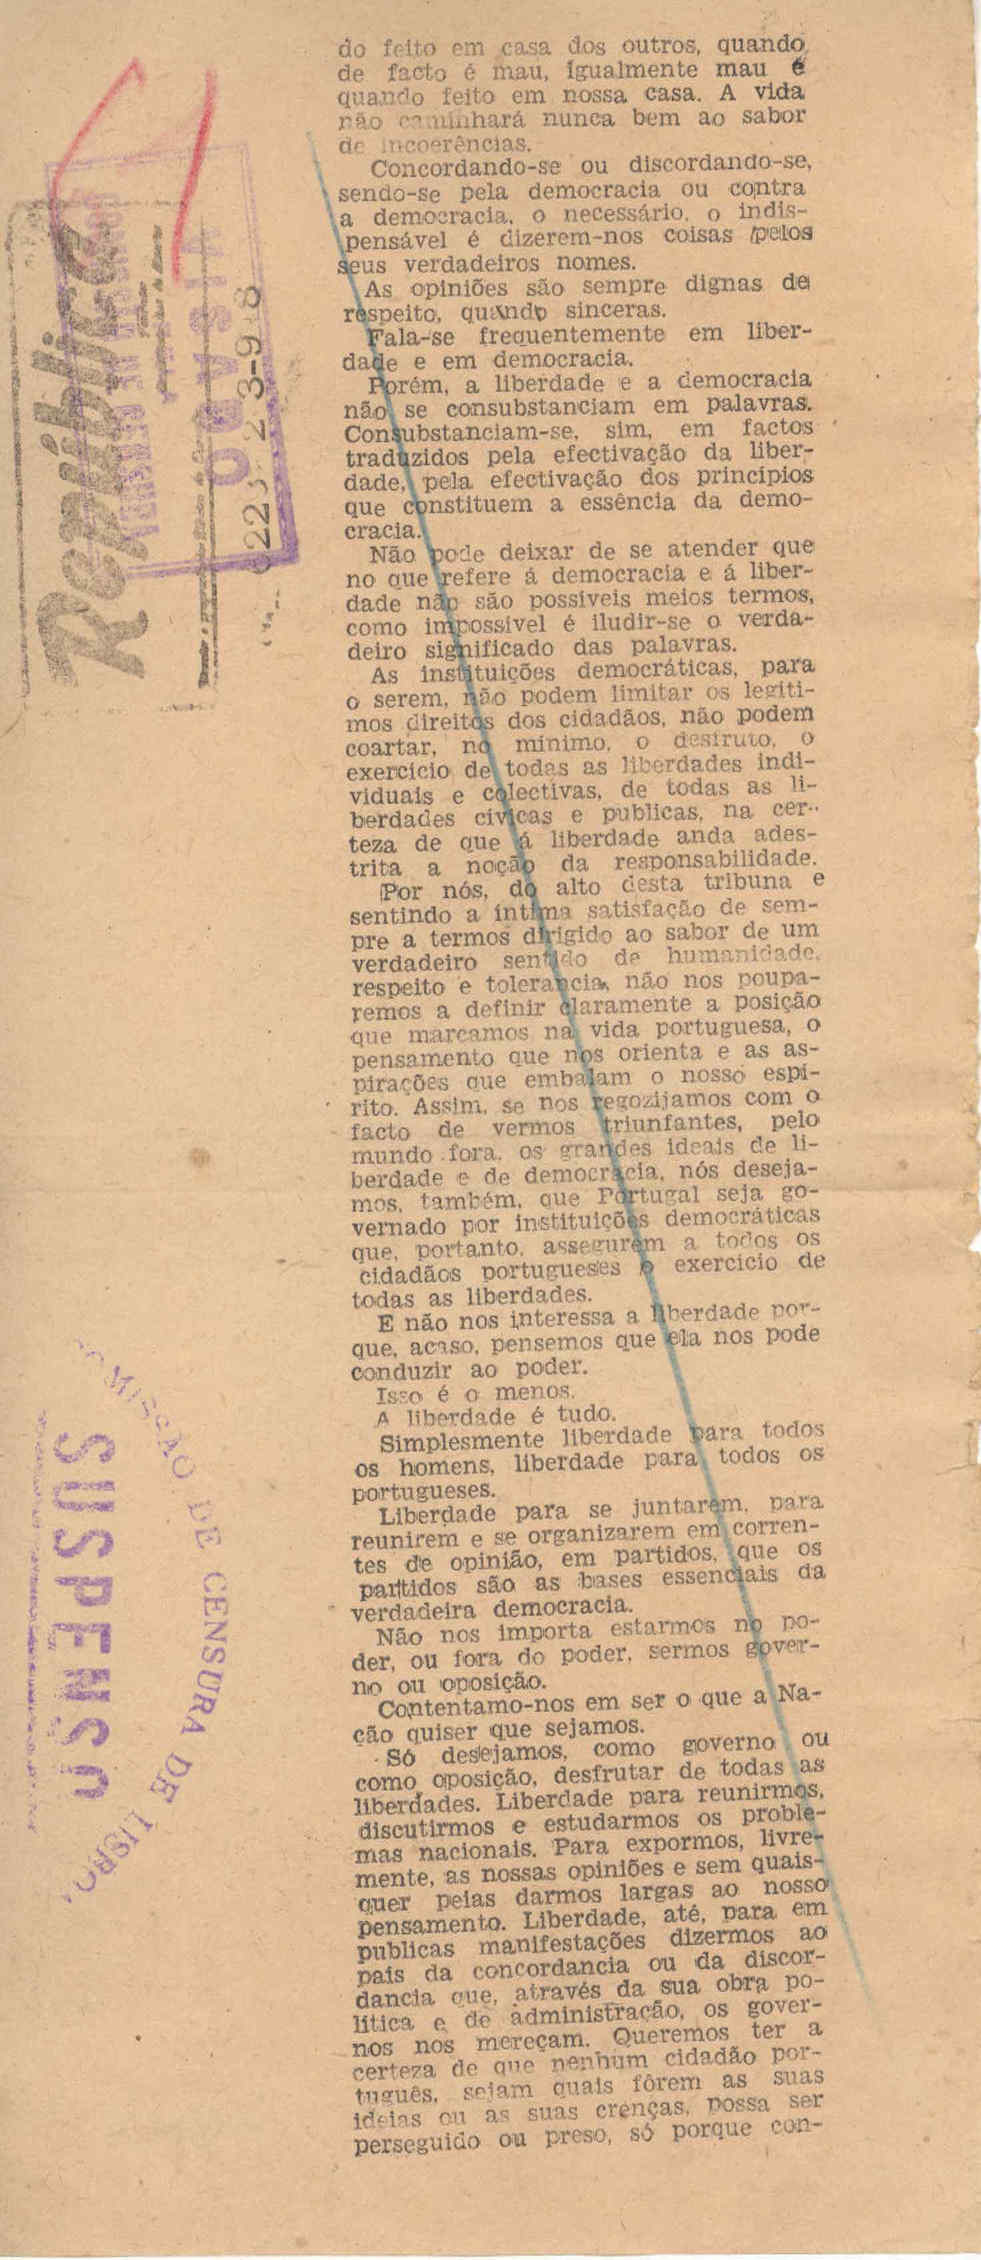 do feito em casa dos outros, quando
de facto é mau, igualmente mau é
quando feito em nossa casa. A vida
não caminhará nunca bem ao sabor
de incoerências.
Concordando-se ou discordando-se,
sendo-se pela democracia ou contra
a democracia, o necessário, o indis-
pensável é dizerem-nos coisas pelos
seus verdadeiros nomes.
As opiniões são sempre dignas de
respeito, quando sinceras.
Fala-se frequentemente em liber-
dade e em democracia.
Porém, a liberdade e a democracia
não se consubstanciam em palavras.
Consubstanciam-se, sim, em factos
traduzidos pela efectivação da liber-
dade, pela efectivação dos principios
que constituem a essência da demo-
cracia.
Não pode deixar de se atender que
no que refere á democracia e á liber-
dade não são possiveis meios termos,
como impossivel é iludir-se o verda-
deiro significado das palavras.
As instituições democráticas, para
o serem, não podem limitar os legiti-
mos direitos dos cidadãos, não podem
coartar, no minimo, o desfruto, o
exercicio de todas as liberdades indi-
viduais e colectivas, de todas as li-
berdades civicas e publicas, na cer-
teza de que á liberdade anda ades-
trita a noção da responsabilidade.
Por nós, do alto desta tribuna e
sentindo a intima satisfação de sem-
pre a termos dirigido ao sabor de um
verdadeiro sentido de humanidade,
respeito e tolerancia, não nos poupa-
remos a definir claramente a posição
que marcamos na vida portuguesa, o
pensamento que nos orienta e as as-
pirações que embalam o nosso espi-
rito. Assim, se nos regozijamos com o
facto de vermos triunfantes, pelo
mundo fora, os grandes ideais de li-
berdade e de democracia, nós deseja-
mos, também, que Portugal seja go-
vernado por instituições democráticas
que, portanto, assegurem a todos os
cidadãos portugueses o exercicio de
todas as liberdades.
E não nos interessa a liberdade por-
que, acaso, pensemos que ela nos pode
conduzir ao poder.
Isso é o menos.
A liberdade é tudo.
Simplesmente liberdade para todos
os homens, liberdade para todos os
portugueses.
Liberdade para se juntarem, para
reunirem e se organizarem em corren-
tes de opinião, em partidos, que os
partidos são as bases essenciais da
verdadeira democracia.
Não nos importa estarmos no po-
der, ou fora do poder, sermos gover-
no ou oposição.
Contentamo-nos em ser o que a Na-
ção quiser que sejamos.
Só desejamos, como governo ou
como oposição, desfrutar de todas as
liberdades. Liberdade para reunirmos,
discutirmos e estudarmos os proble-
mas nacionais. Para expormos, livre-
mente, as nossas opiniões e sem quais-
quer peias darmos largas ao nosso
pensamento. Liberdade, até, para em
publicas manifestações dizermos ao
pais da concordancia ou da discor-
dancia que, através da sua obra po-
litica e de administração, os gover-
nos nos mereçam. Queremos ter a
certeza de que nenhum cidadão por-
tuguês, sejam quais fôrem as suas
ideias ou as suas crenças, possa ser
perseguido ou preso, só porque con-
República
23-9
COMISSÃO DE CENSURA DE LISBO
SUSPENSO